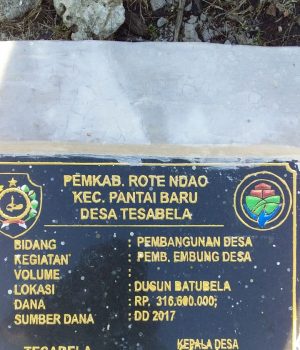 PEMKAB. ROTE NDAO
KEC. PANTAI BARU
DESA TESABELA
BIDANG : PEMBANGUNAN DESA
KEGIATAN : PEMB. EMBUNG DESA
VOLUME :
LOKASI : DUSUN BATUBELA
DANA : RP. 316.600.000;
SUMBER DANA : DD 2017
TESABELA KEPALA DESA